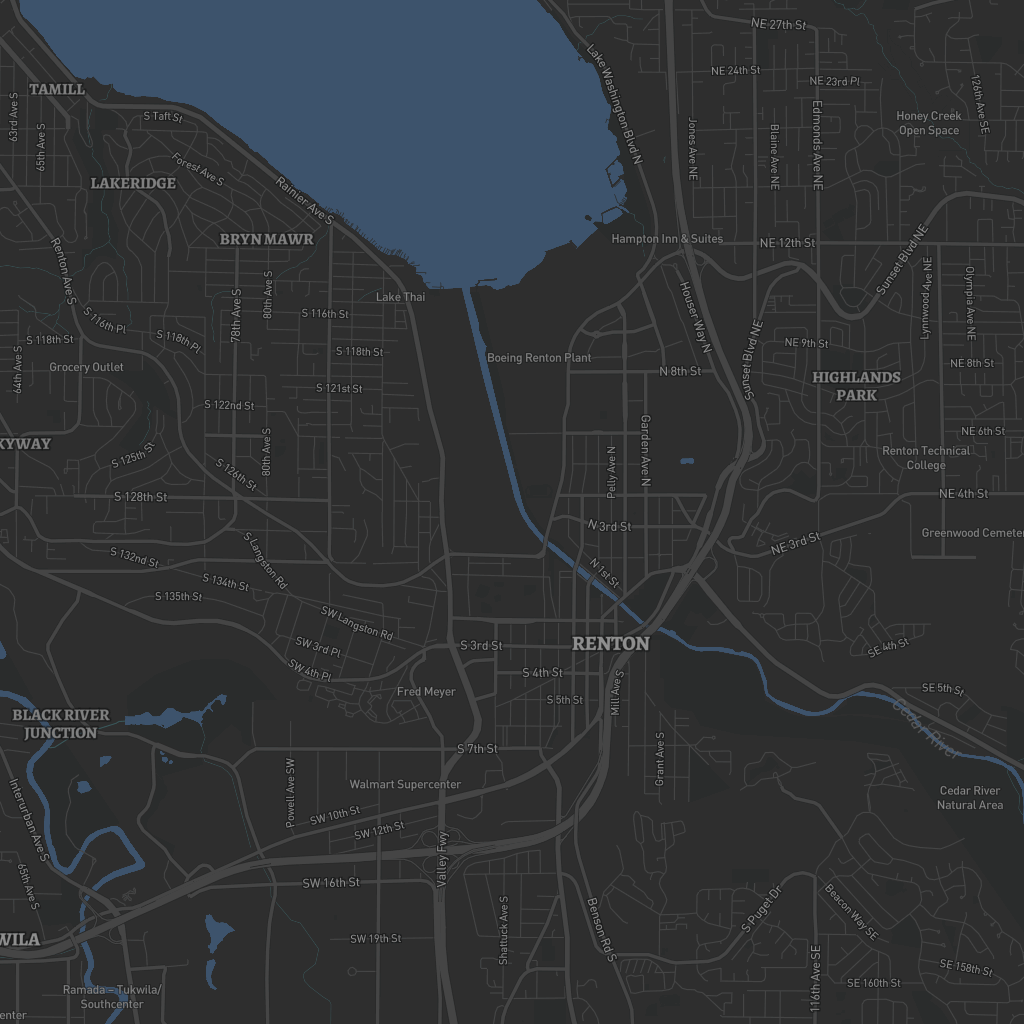 NE 27th St
Lake Washington Blvd N
NE 24th St
NE 23rd Pl
TAMILL
63rd Ave S
65th Ave S
S Taft St
Jones Ave NE
Blaine Ave NE
Edmonds Ave NE
126th Ave SE
Honey Creek
Open Space
Forest Ave S
LAKERIDGE
Rainier Ave S
BRYN MAWR
Hampton Inn & Suites
NE 12th St
Sunset Blvd NE
Renton Ave S
80th Ave S
78th Ave S
Lake Thai
Lynnwood Ave NE
Olympia Ave NE
S 116th St
S 116th Pl
S 118th Pl
S 118th St
S 118th St
Houser Way N
Sunset Blvd NE
NE 9th St
64th Ave S
Grocery Outlet
Boeing Renton Plant
N 8th St
NE 8th St
HIGHLANDS
PARK
S 121st St
S 122nd St
KYWAY
S 125th St
80th Ave S
Pelly Ave N
Garden Ave N
NE 6th St
Renton Technical
College
S 126th St
S 128th St
NE 4th St
N 3rd St
NE 3rd St
Greenwood Cemeter
S 132nd St
S Langston Rd
S 134th St
S 135th St
N 1st St
SW Langston Rd
SW 3rd Pl
SW 4th Pl
S 3rd St
RENTON
SE 4th St
S 4th St
Fred Meyer
S 5th St
Mill Ave S
SE 5th St
Cedar River
BLACK RIVER
JUNCTION
S 7th St
Grant Ave S
Powell Ave SW
Walmart Supercenter
Interurban Ave S
Cedar River
Natural Area
SW 10th St
SW 12th St
Valley Fwy
65th Ave S
SW 16th St
S Puget Dr
Beacon Way SE
Benson Rd S
Shattuck Ave S
WILA
SW 19th St
116th Ave SE
SE 158th St
SE 160th St
Ramada – Tukwila/
Southcenter
center